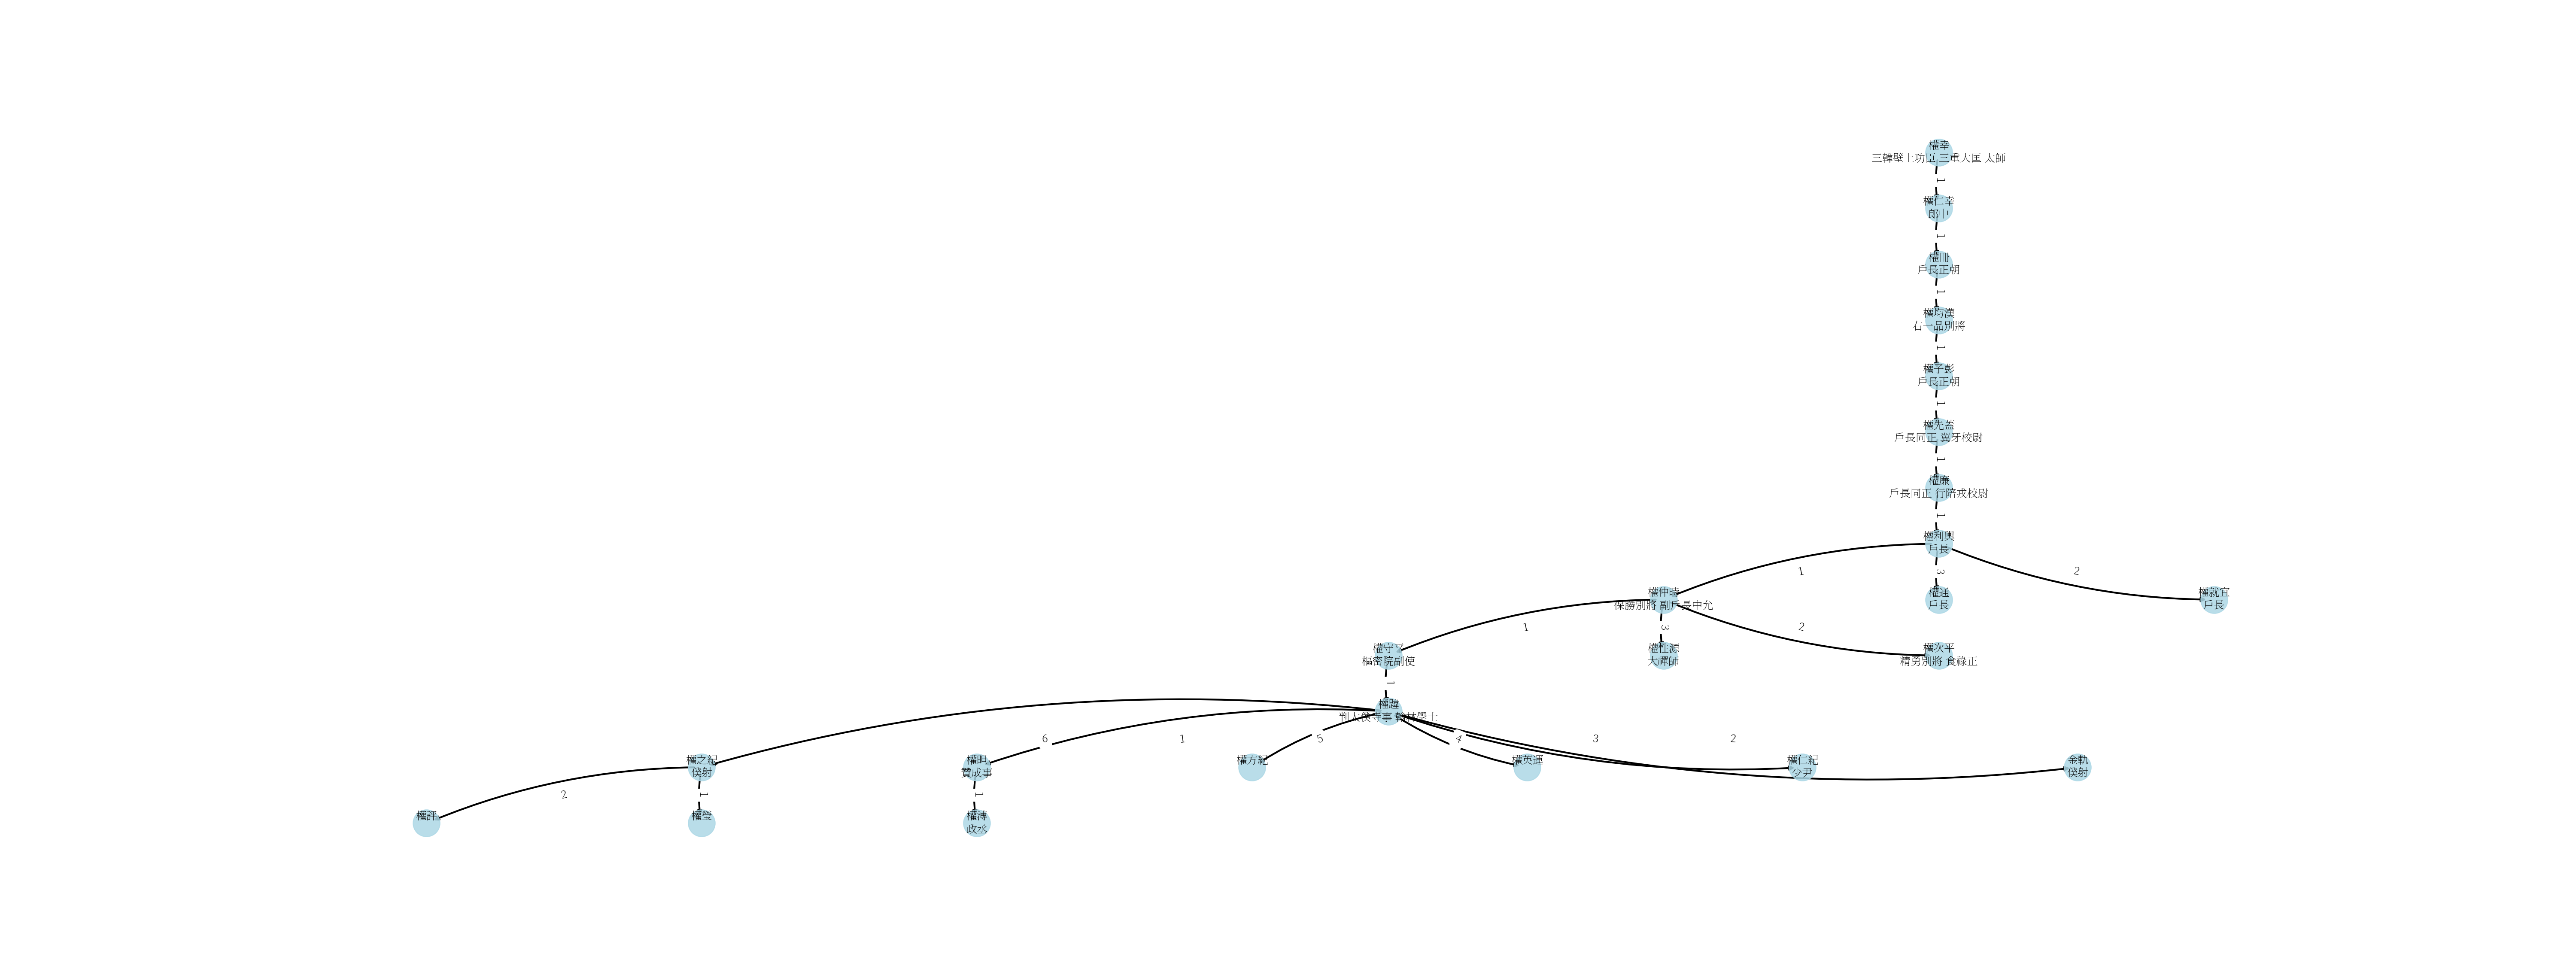 權幸
三韓壁上功臣 三重大匡 太師
1
權仁幸
郎中
1
權冊
戶長正朝
1
權均漢
右一品別將
1
權子彭
戶長正朝
1
權先蓋
戶長同正 翼牙校尉
1
權廉
戶長同正 行陪戎校尉
1
權利輿
戶長
1
3
2
權仲時
保勝別將 副戶長中允
權通
戶長
權就宜
戶長
1
3
2
權守平
樞密院副使
權性源
大禪師
權次平
精勇別將 食祿正
1
權韙
判太僕寺事 翰林學士
6
1
5
4
3
2
權之紀
僕射
權㫜
贊成事
權方紀
權英運
權仁紀
少尹
金軌
僕射
2
1
1
權評
權瑩
權溥
政丞